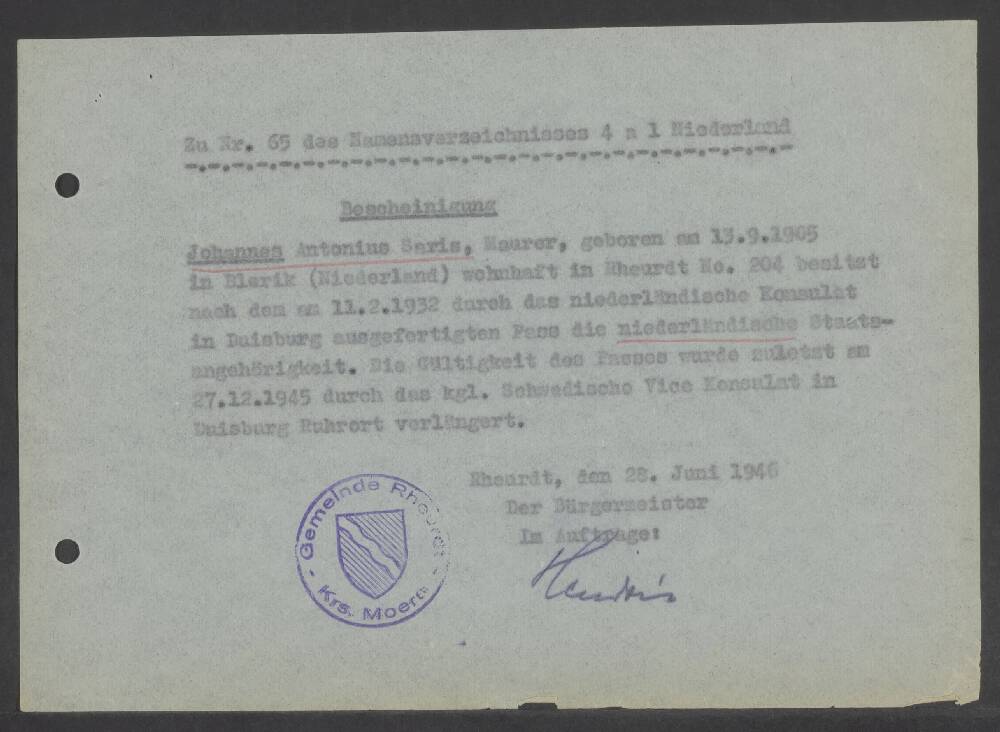 Zu Nr. 65 des Namensverzeichnisses 4 a 1 Niederland
Bescheinigung
Johannes Antonius Saris, Maurer, geboren am 13.9.1905
in Blerik (Niederland) wohnhaft in Rheurdt No. 204 besitzt
nach dem am 11.2.1932 durch das niederländische Konsulat
in Duisburg ausgefertigten Pass die niederländische Staats-
angehörigkeit. Die Gültigkeit des Passes wurde zuletzt am
27.12.1945 durch das kgl. Schwedische Vice Konsulat in
Duisburg Ruhrort verlängert.
Rheurdt, den 28. Juni 1946
Der Bürgermeister
Im Auftrage:
- Gemeinde Rheurdt -
Krs. Moers